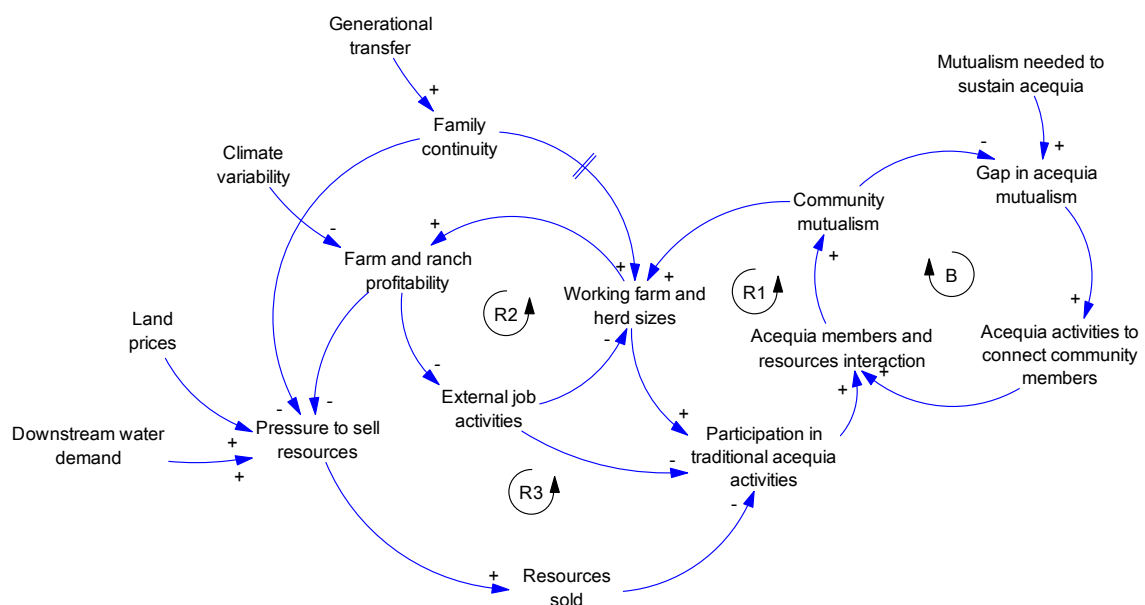 Generational
transfer
+
Family
continuity
Climate
variability
-
+
Farm and ranch
profitability
Mutualism needed to
sustain acequia
-
+
Gap in acequia
mutualism
Community
mutualism
+
+
Working farm and
herd sizes
-
R2
R1
+
B
Acequia members and
resources interaction
+
+
+
Acequia activities to
connect community
members
Land
prices
-
External job
activities
-
-
Pressure to sell
resources
+
+
Downstream water
demand
+
-
Participation in
traditional acequia
activities
-
R3
+
Resources
sold